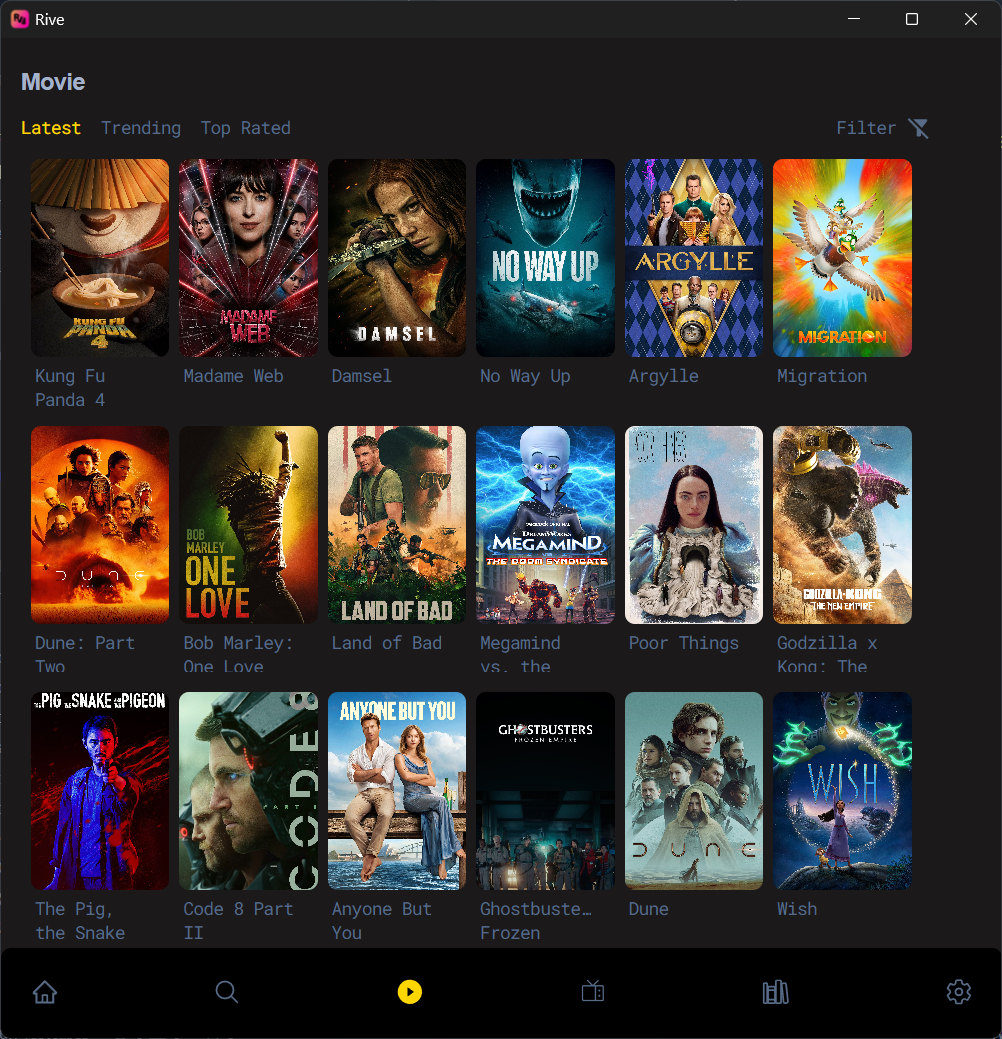 Rive
Movie
Latest Trending Top Rated Filter
KUNG FU
PANDA
4
MADAME
WEB
DAMSEL
NO WAY UP
ARGYLLE
MIGRATION
Kung Fu
Panda 4
Madame Web
Damsel
No Way Up
Argylle
Migration
DUNE
BOB
MARLEY
ONE
LOVE
LAND OF BAD
PEACOCK ORIGINAL
DREAMWORKS
MEGAMIND
THE DOOM SYNDICATE
GODZILLA x KONG
THE NEW EMPIRE
Dune: Part
Two
Bob Marley:
One Love
Land of Bad
Megamind
vs. the
Poor Things
Godzilla x
Kong: The
THE PIG THE SNAKE AND THE PIGEON
CODE 8
PART II
ANYONE BUT YOU
GHOSTBUSTERS
FROZEN EMPIRE
DUNE
WISH
The Pig,
the Snake
Code 8 Part
II
Anyone But
You
Ghostbuste…
Frozen
Dune
Wish